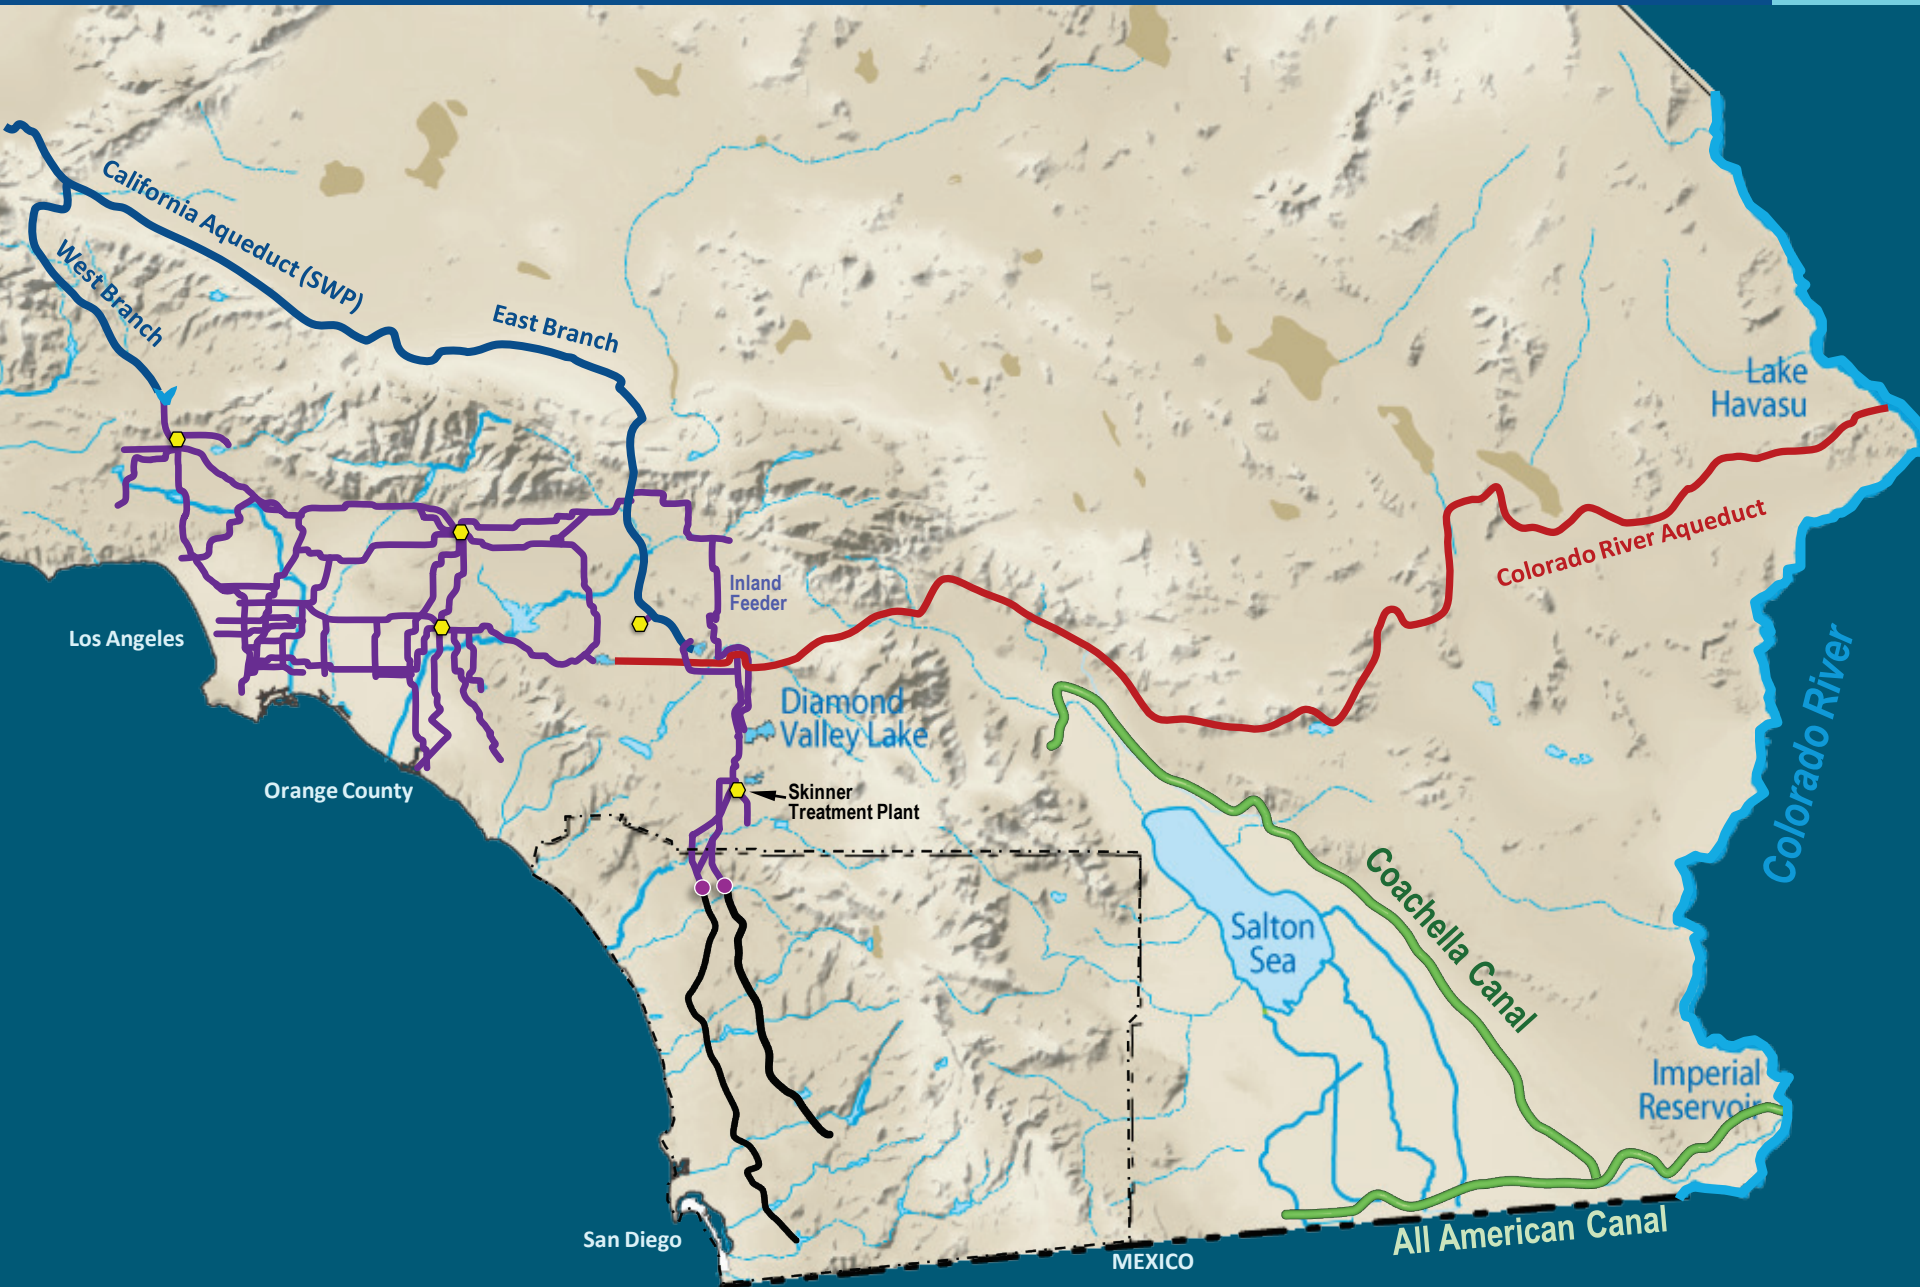 California Aqueduct (SWP)
West Branch
East Branch
Lake
Havasu
Colorado River Aqueduct
Inland
Feeder
Los Angeles
Colorado River
Diamond
Valley Lake
Orange County
Skinner
Treatment Plant
Coachella Canal
Salton
Sea
Imperial
Reservoir
San Diego
All American Canal
MEXICO